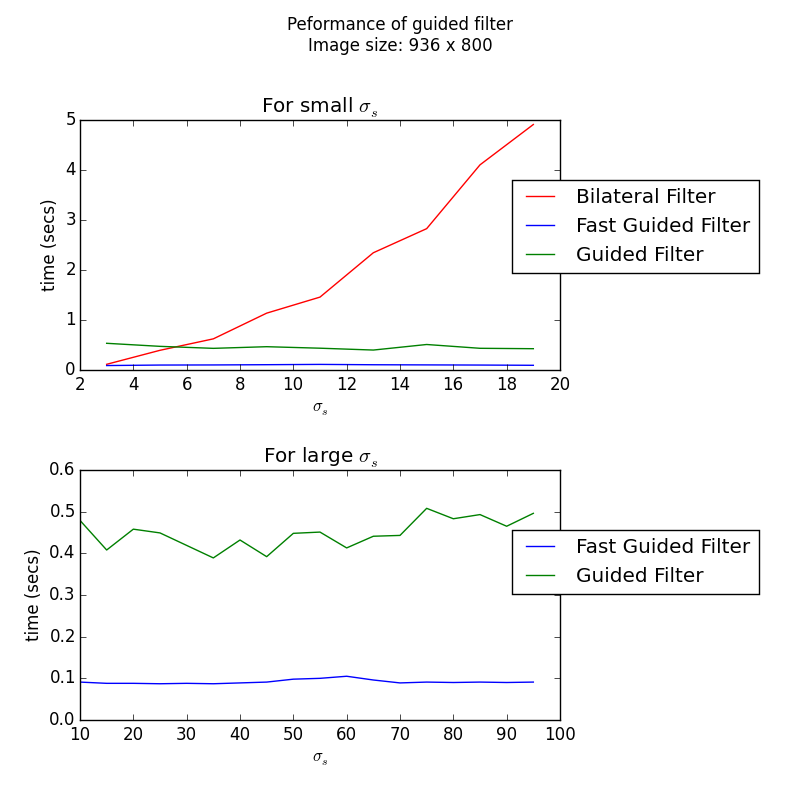 Peformance of guided filter
Image size: 936 x 800
For small σs
5
4
3
2
1
0
time (secs)
2 4 6 8 10 12 14 16 18 20
σs
Bilateral Filter
Fast Guided Filter
Guided Filter
For large σs
0.6
0.5
0.4
0.3
0.2
0.1
0.0
time (secs)
10 20 30 40 50 60 70 80 90 100
σs
Fast Guided Filter
Guided Filter